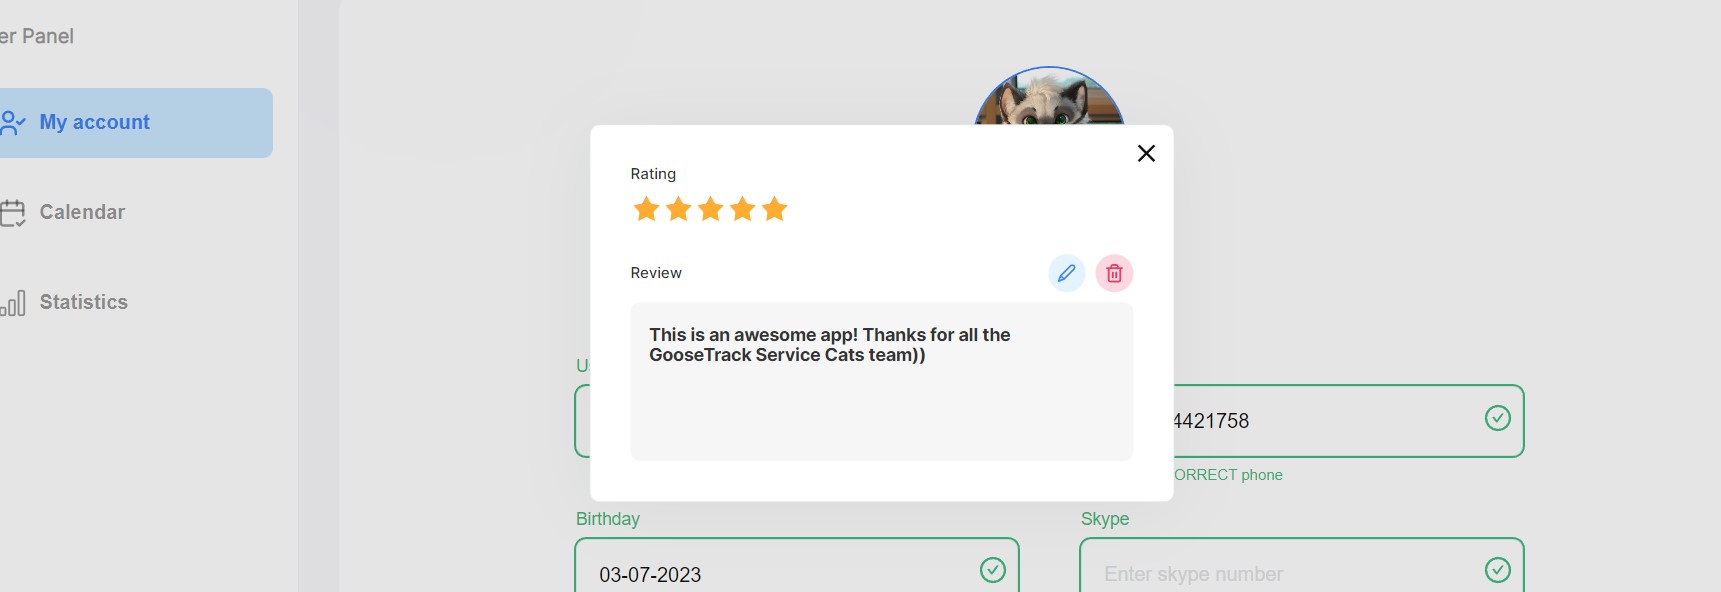 er Panel
My account
Calendar
Statistics
Rating
Review
This is an awesome app! Thanks for all the
GooseTrack Service Cats team))
4421758
ORRECT phone
Birthday
Skype
03-07-2023
Enter skype number